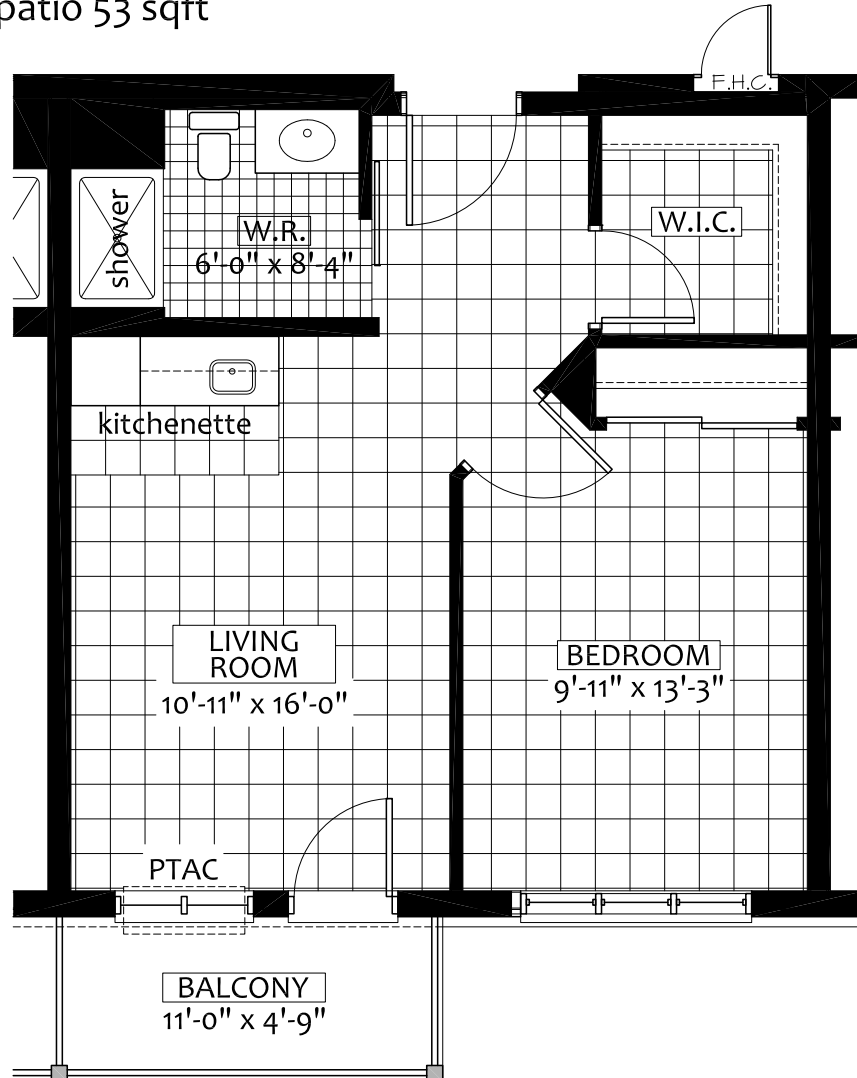 patio 53 sqft
F.H.C.
W.R.
6'-0" x 8'-4"
shower
W.I.C.
kitchenette
LIVING
ROOM
10'-11" x 16'-0"
BEDROOM
9'-11" x 13'-3"
PTAC
BALCONY
11'-0" x 4'-9"